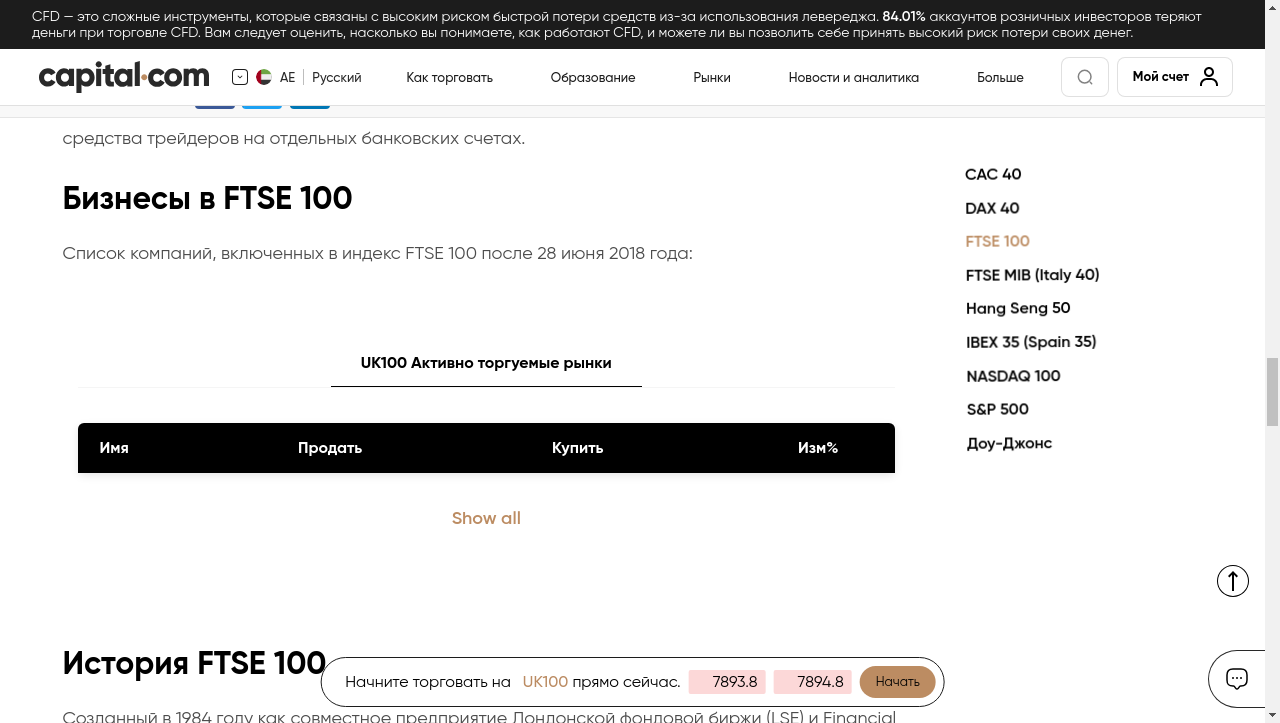 CFD — это сложные инструменты, которые связаны с высоким риском быстрой потери средств из-за использования левереджа. 84.01% аккаунтов розничных инвесторов теряют
деньги при торговле CFD. Вам следует оценить, насколько вы понимаете, как работают CFD, и можете ли вы позволить себе принять высокий риск потери своих денег.
capital.com AE Русский Как торговать Образование Рынки Новости и аналитика Больше Мой счет
средства трейдеров на отдельных банковских счетах.
Бизнесы в FTSE 100
Список компаний, включенных в индекс FTSE 100 после 28 июня 2018 года:
UK100 Активно торгуемые рынки
Имя Продать Купить Изм%
Show all
CAC 40
DAX 40
FTSE 100
FTSE MIB (Italy 40)
Hang Seng 50
IBEX 35 (Spain 35)
NASDAQ 100
S&P 500
Доу-Джонс
История FTSE 100
Начните торговать на UK100 прямо сейчас. 7893.8 7894.8 Начать
Созданный в 1984 году как совместное предприятие Лондонской фондовой биржи (LSE) и Financial